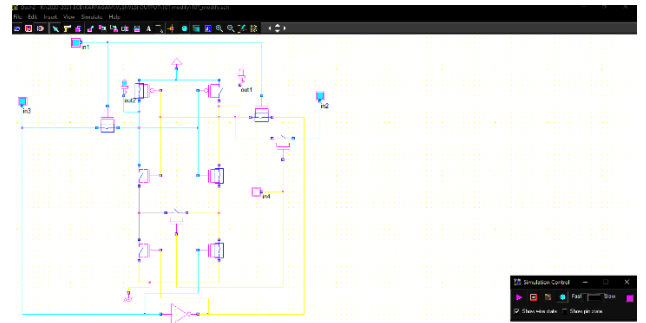 File Edit Insert View Simulate Help
in1
out1
out2
in3
in2
in4
Simulation Control
Fast Slow
Show wire state Show pin state